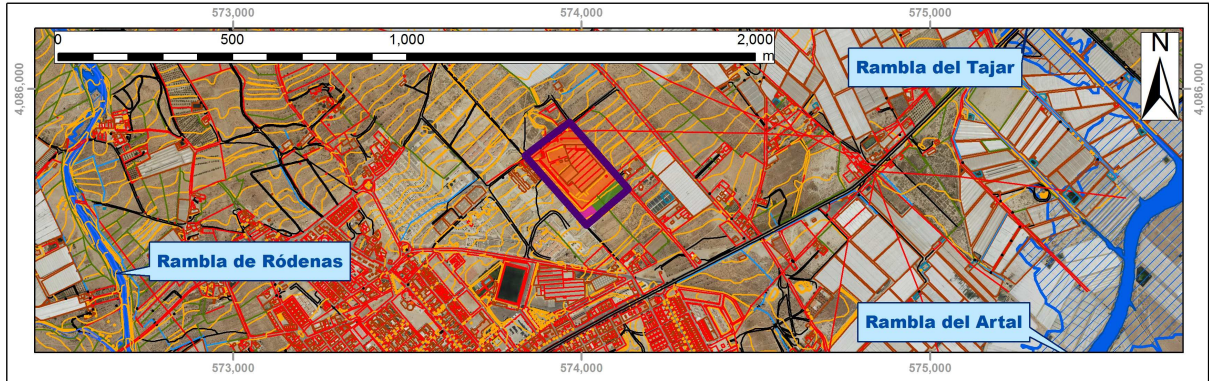 573,000 574,000 575,000
0 500 1,000 2,000
m
N
Rambla del Tajar
4,086,000 4,086,000
Rambla de Ródenas
Rambla del Artal
573,000 574,000 575,000